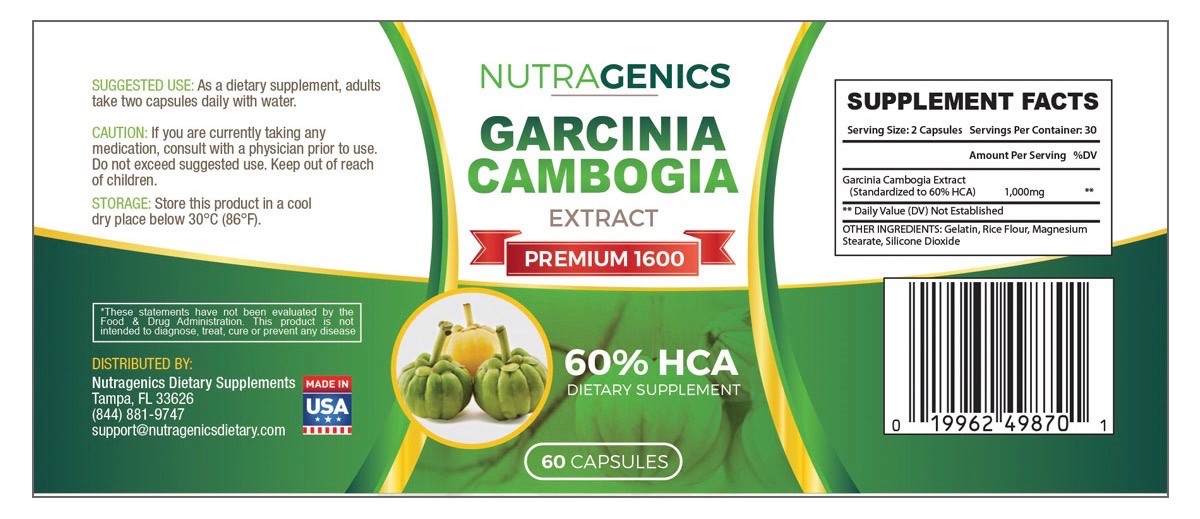 SUGGESTED USE: As a dietary supplement, adults
take two capsules daily with water.
CAUTION: If you are currently taking any
medication, consult with a physician prior to use.
Do not exceed suggested use. Keep out of reach
of children.
STORAGE: Store this product in a cool
dry place below 30°C (86°F).
*These statements have not been evaluated by the
Food & Drug Administration. This product is not
intended to diagnose, treat, cure or prevent any disease
DISTRIBUTED BY:
Nutragenics Dietary Supplements
Tampa, FL 33626
(844) 881-9747
support@nutragenicsdietary.com
MADE IN
USA
NUTRAGENICS
GARCINIA
CAMBOGIA
EXTRACT
PREMIUM 1600
60% HCA
DIETARY SUPPLEMENT
60 CAPSULES
SUPPLEMENT FACTS
Serving Size: 2 Capsules Servings Per Container: 30
Amount Per Serving %DV
Garcinia Cambogia Extract
(Standardized to 60% HCA) 1,000mg **
** Daily Value (DV) Not Established
OTHER INGREDIENTS: Gelatin, Rice Flour, Magnesium
Stearate, Silicone Dioxide
0 19962 49870 1